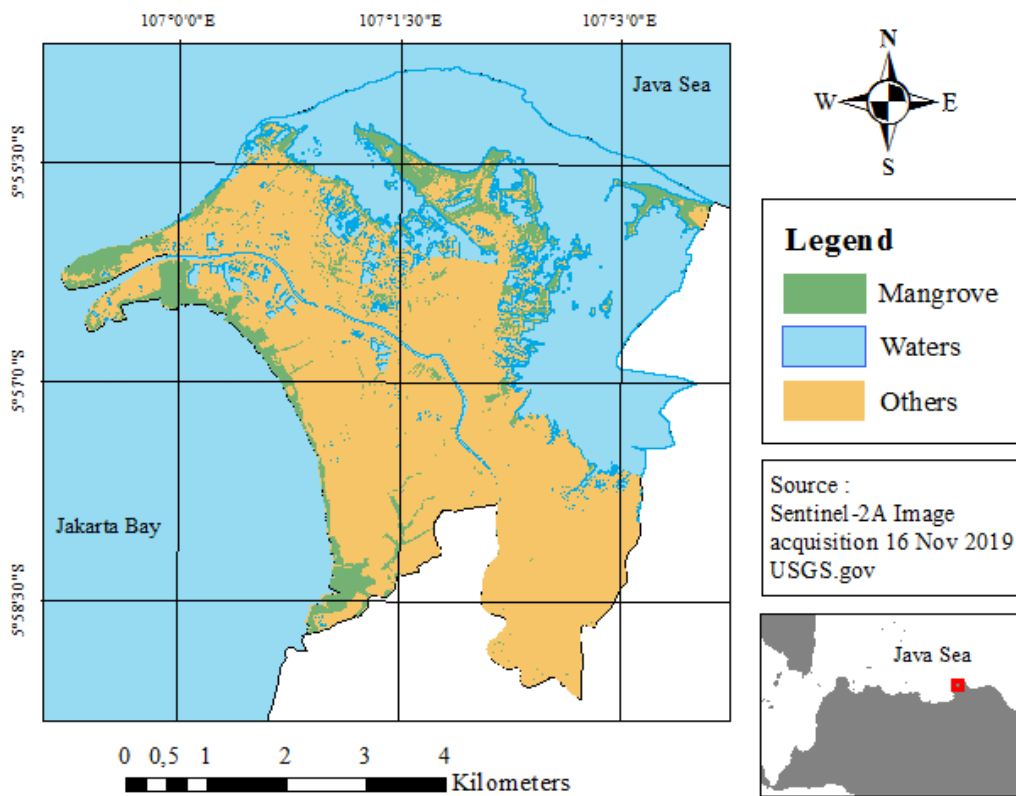 107°0'0"E 107°1'30"E 107°3'0"E
Java Sea
5°55'30"S
5°57'0"S
5°58'30"S
Jakarta Bay
0 0,5 1 2 3 4
Kilometers
N
W E
S
Legend
Mangrove
Waters
Others
Source :
Sentinel-2A Image
acquisition 16 Nov 2019
USGS.gov
Java Sea